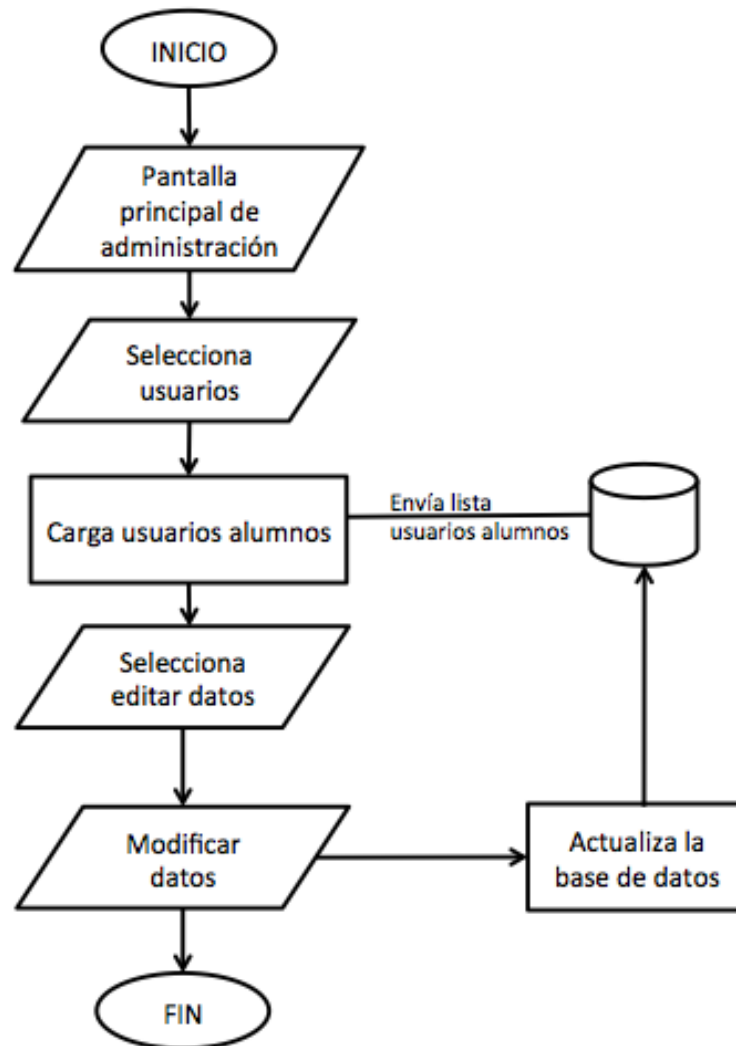 INICIO
Pantalla
principal de
administración
Selecciona
usuarios
Carga usuarios alumnos
Envía lista
usuarios alumnos
Selecciona
editar datos
Modificar
datos
Actualiza la
base de datos
FIN